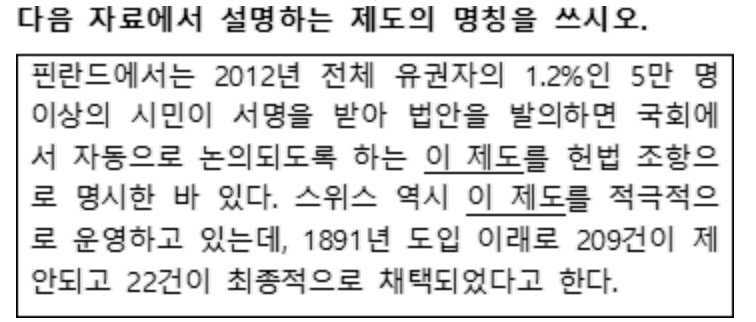 다음 자료에서 설명하는 제도의 명칭을 쓰시오.
핀란드에서는 2012년 전체 유권자의 1.2%인 5만 명
이상의 시민이 서명을 받아 법안을 발의하면 국회에
서 자동으로 논의되도록 하는 이 제도를 헌법 조항으
로 명시한 바 있다. 스위스 역시 이 제도를 적극적으
로 운영하고 있는데, 1891년 도입 이래로 209건이 제
안되고 22건이 최종적으로 채택되었다고 한다.